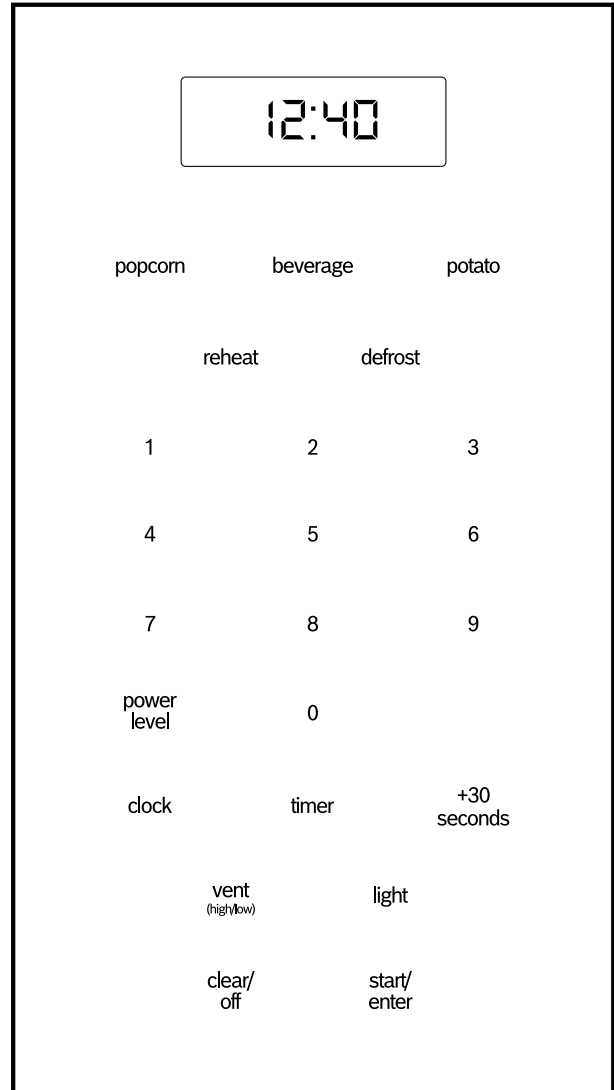 12:40
popcorn beverage potato
reheat defrost
1 2 3
4 5 6
7 8 9
power
level 0
clock timer +30
seconds
vent
(high/low) light
clear/
off start/
enter